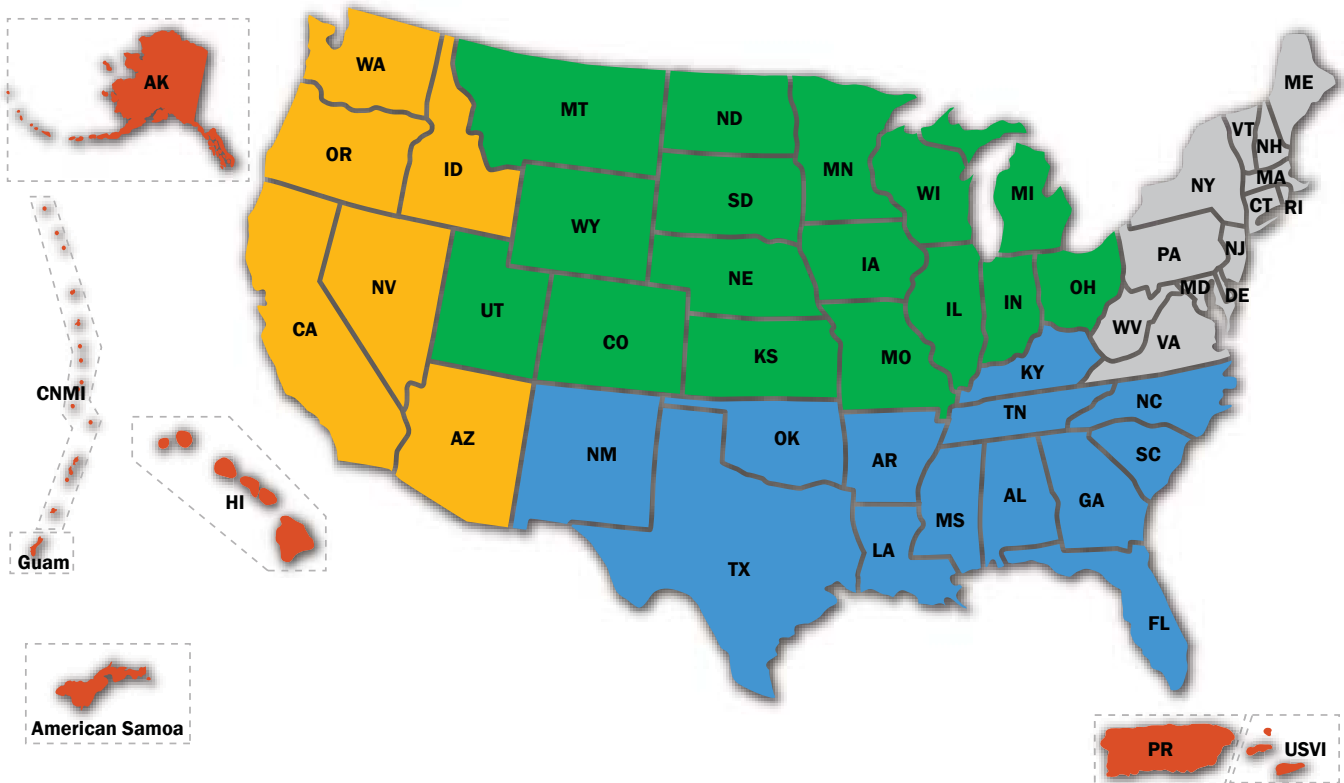 AK
WA
MT
ND
MN
ME
VT
NH
OR
ID
SD
WI
MI
NY
MA
CT
RI
WY
IA
PA
NJ
NV
NE
OH
MD
DE
CA
UT
CO
IL
IN
WV
VA
KS
MO
KY
CNMI
TN
NC
AZ
NM
OK
AR
SC
HI
MS
AL
GA
Guam
LA
TX
FL
American Samoa
PR
USVI